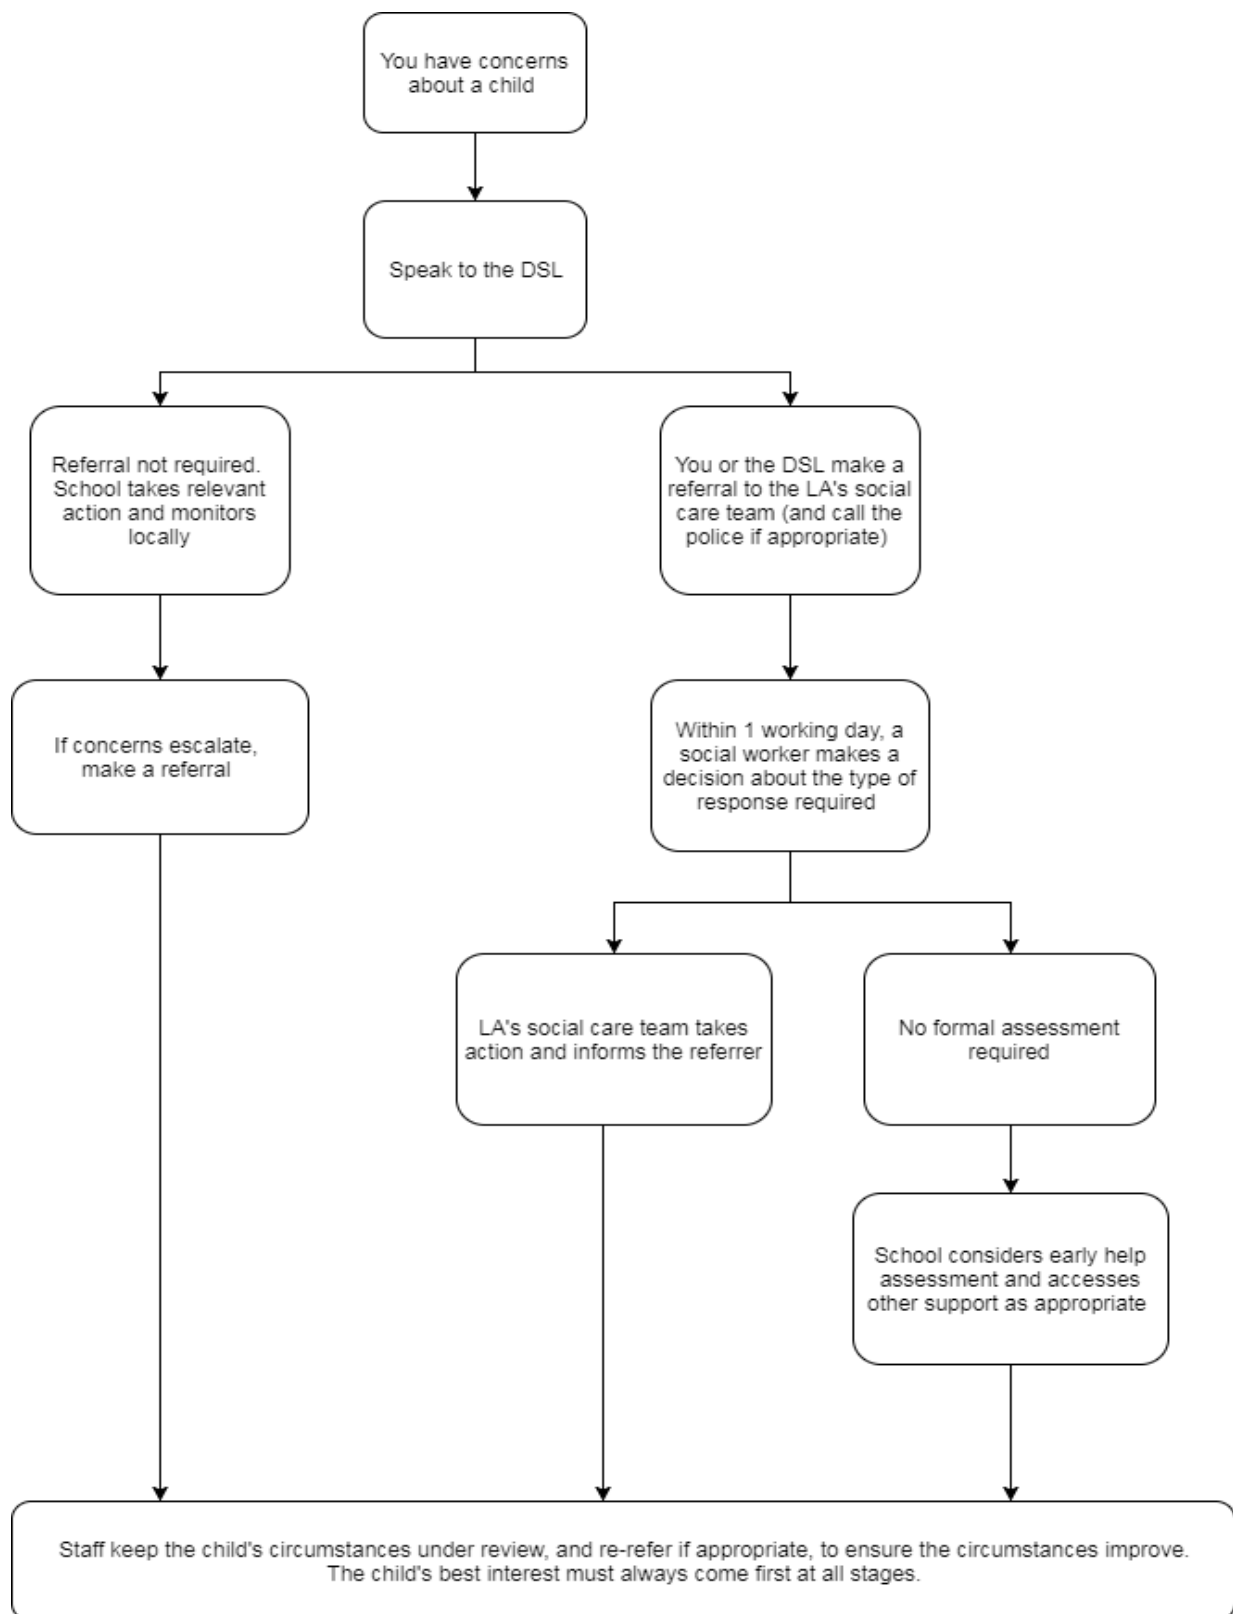 You have concerns
about a child
Speak to the DSL
Referral not required.
School takes relevant
action and monitors
locally
You or the DSL make a
referral to the LA's social
care team (and call the
police if appropriate)
If concerns escalate,
make a referral
Within 1 working day, a
social worker makes a
decision about the type of
response required
LA's social care team takes
action and informs the referrer
No formal assessment
required
School considers early help
assessment and accesses
other support as appropriate
Staff keep the child's circumstances under review, and re-refer if appropriate, to ensure the circumstances improve.
The child's best interest must always come first at all stages.